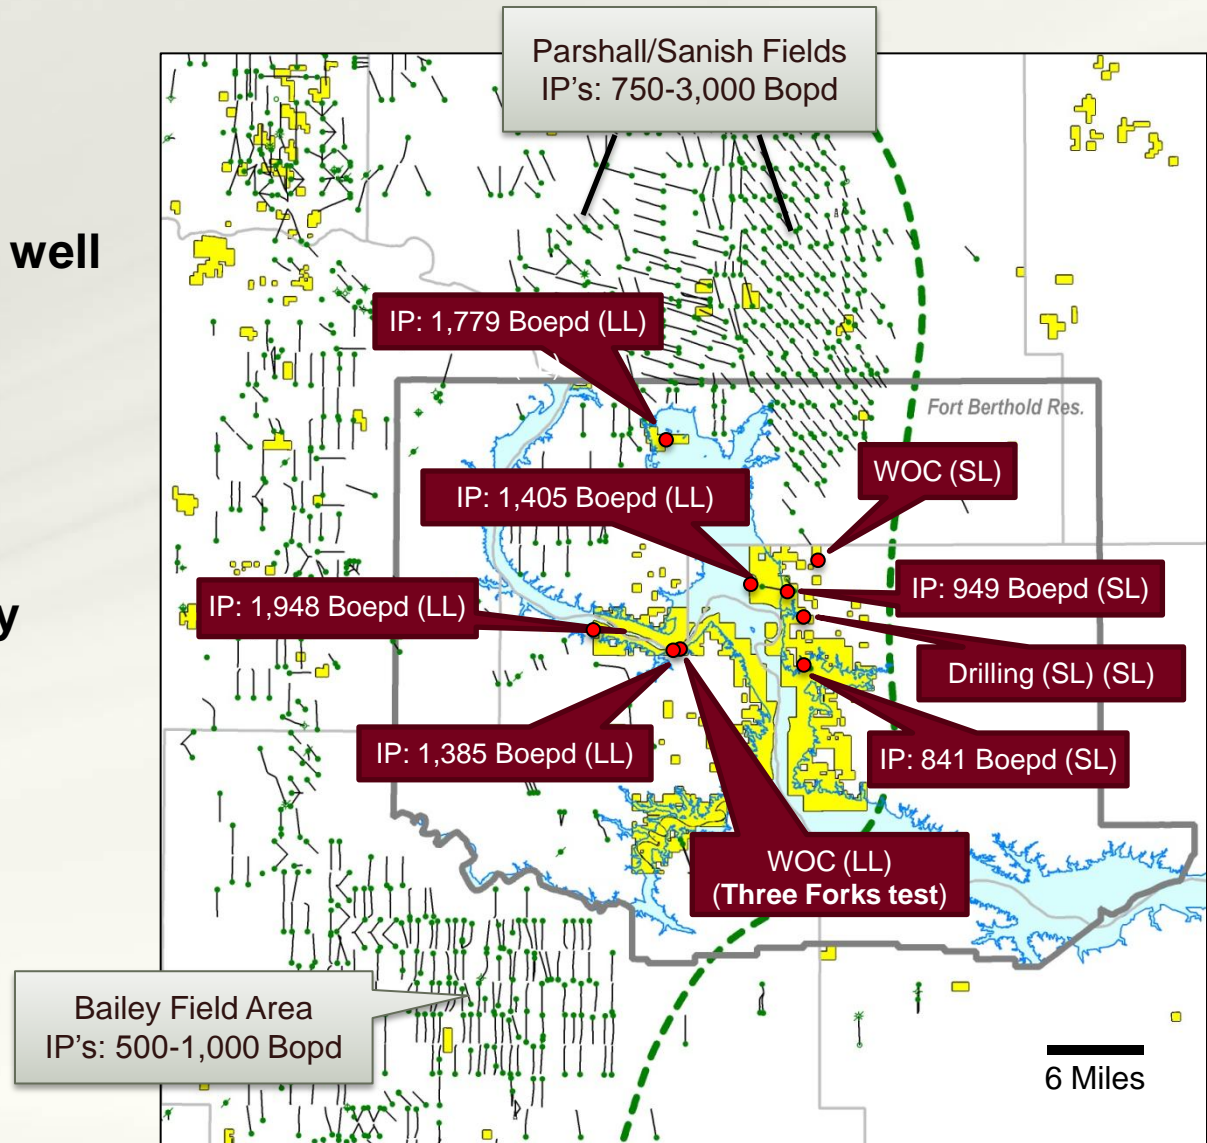 Parshall/Sanish Fields
IP's: 750-3,000 Bopd
well
IP: 1,779 Boepd (LL)
Fort Berthold Res.
WOC (SL)
IP: 1,405 Boepd (LL)
IP: 949 Boepd (SL)
IP: 1,948 Boepd (LL)
y
Drilling (SL) (SL)
IP: 1,385 Boepd (LL)
IP: 841 Boepd (SL)
WOC (LL)
(Three Forks test)
Bailey Field Area
IP's: 500-1,000 Bopd
6 Miles